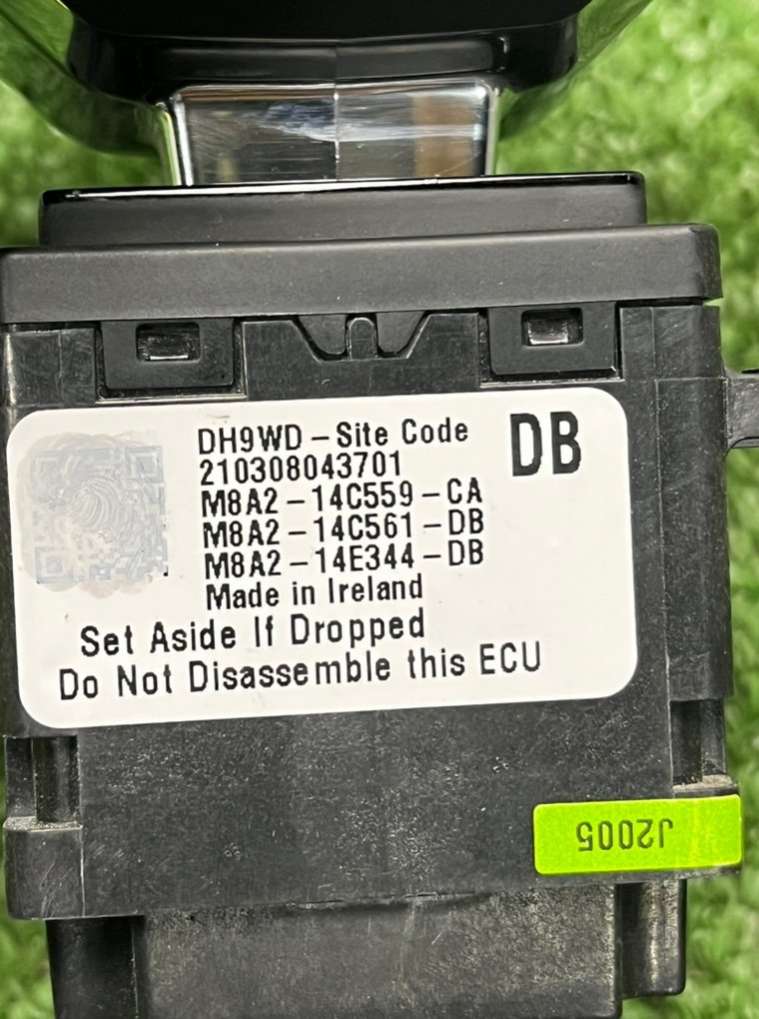 DH9WD-Site Code
DB
210308043701
M8A2-14C559-CA
M8A2-14C561-DB
M8A2-14E344-DB
Made in Ireland
Set Aside If Dropped
Do Not Disassemble this ECU
J2005